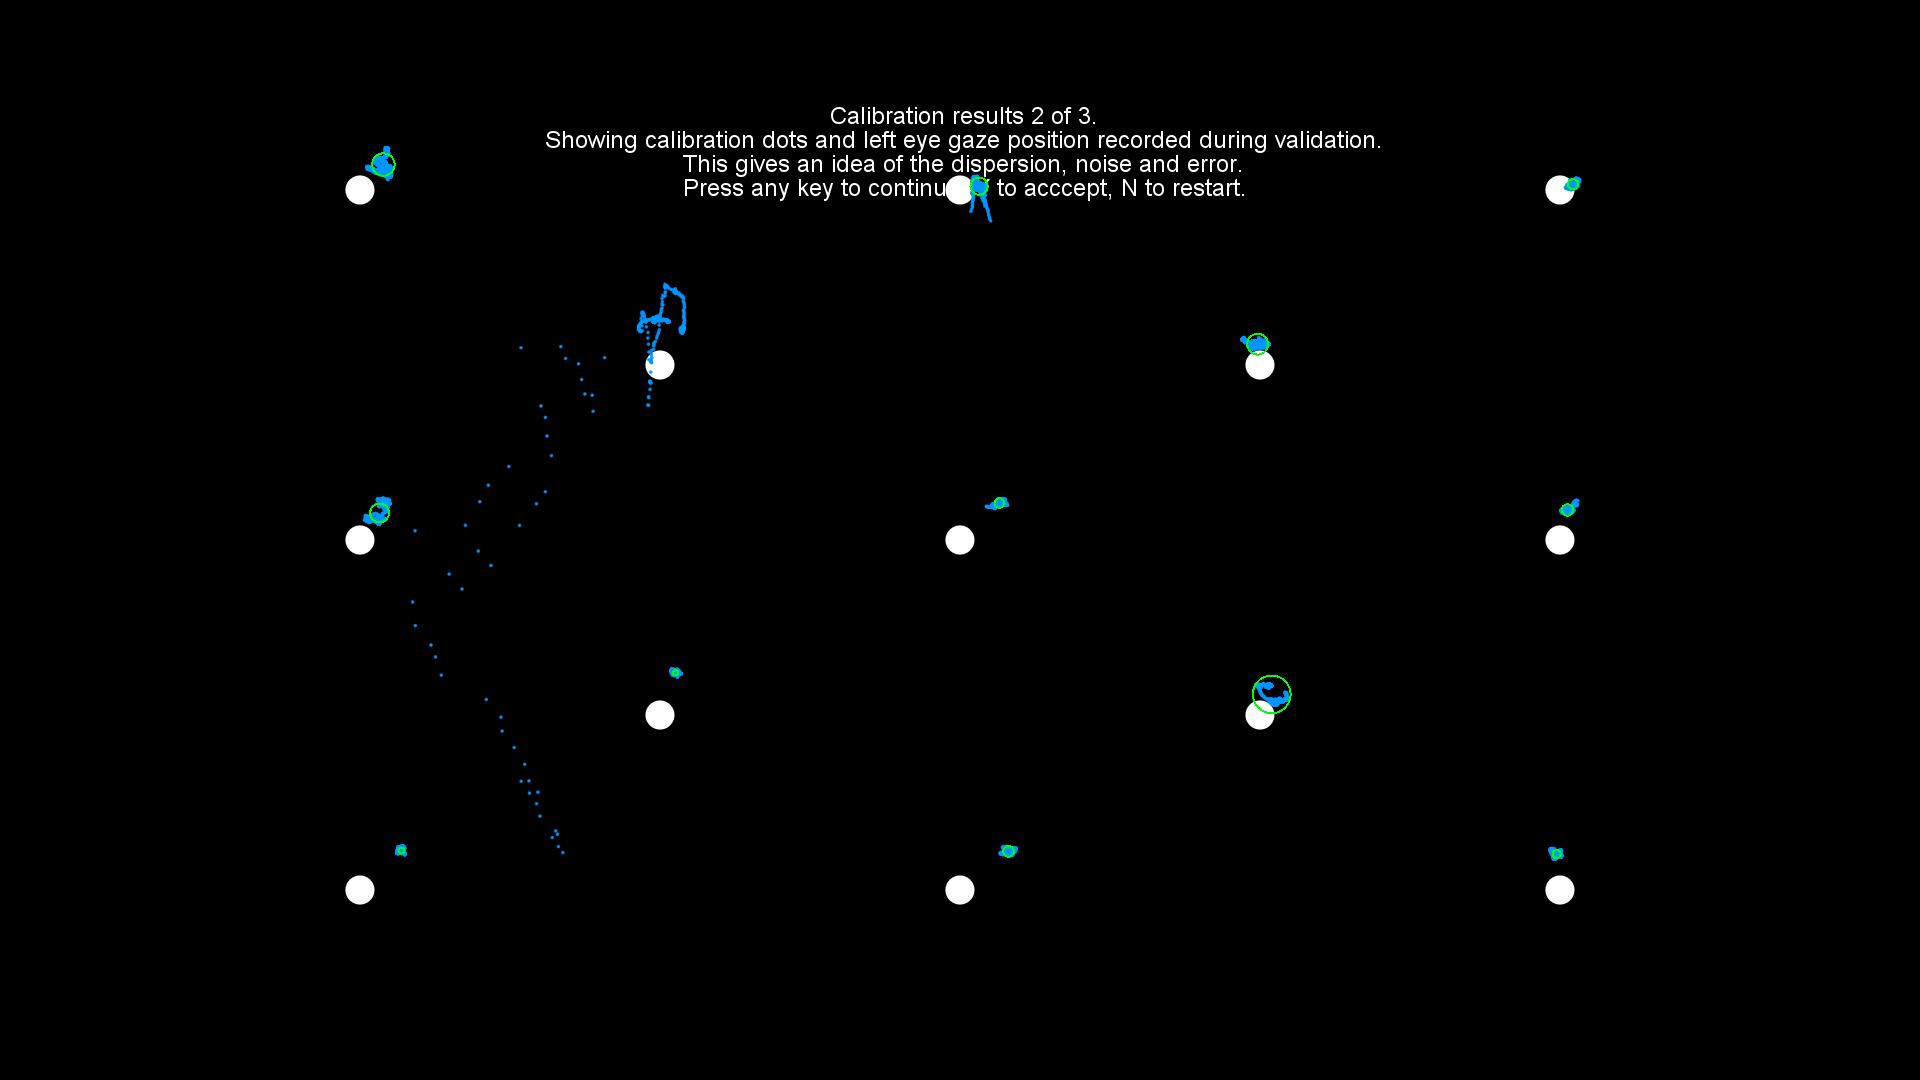 Calibration results 2 of 3.
Showing calibration dots and left eye gaze position recorded during validation.
This gives an idea of the dispersion, noise and error.
Press any key to continu to acccept, N to restart.